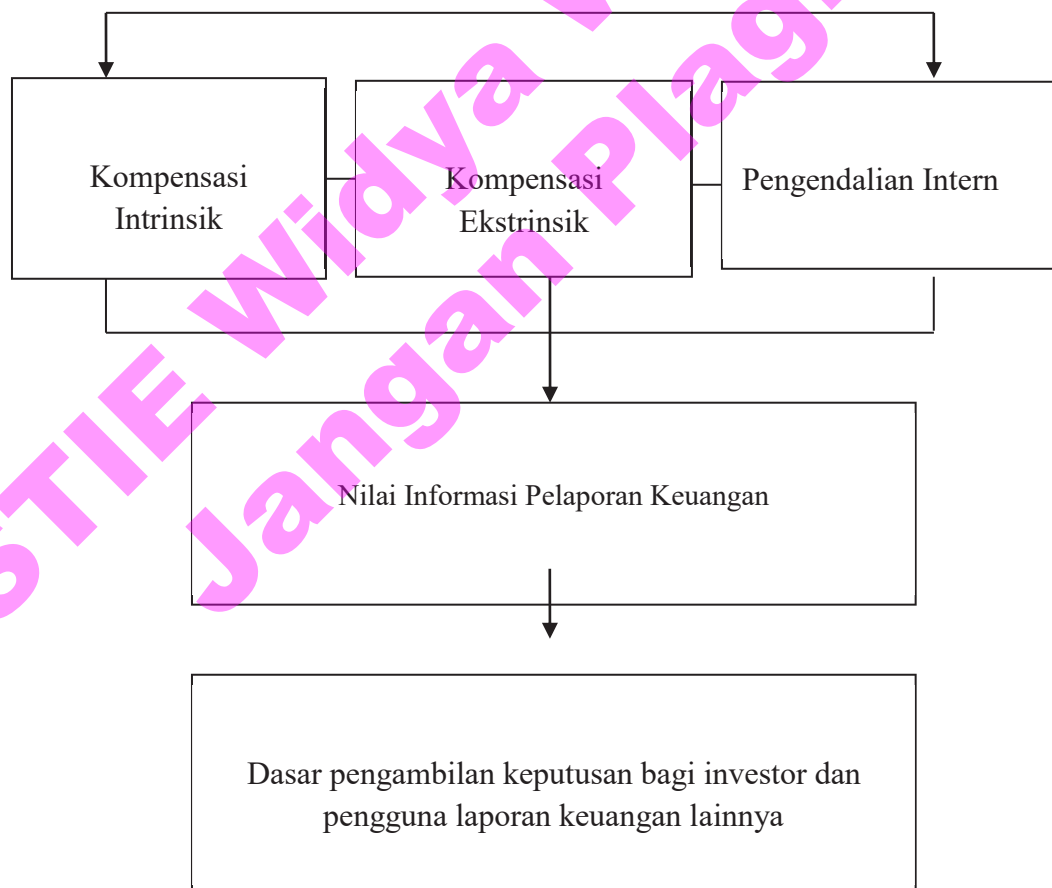 Kompensasi
Intrinsik
Kompensasi
Ekstrinsik
Pengendalian Intern
Nilai Informasi Pelaporan Keuangan
Dasar pengambilan keputusan bagi investor dan
pengguna laporan keuangan lainnya
STIE Widya
Jangan